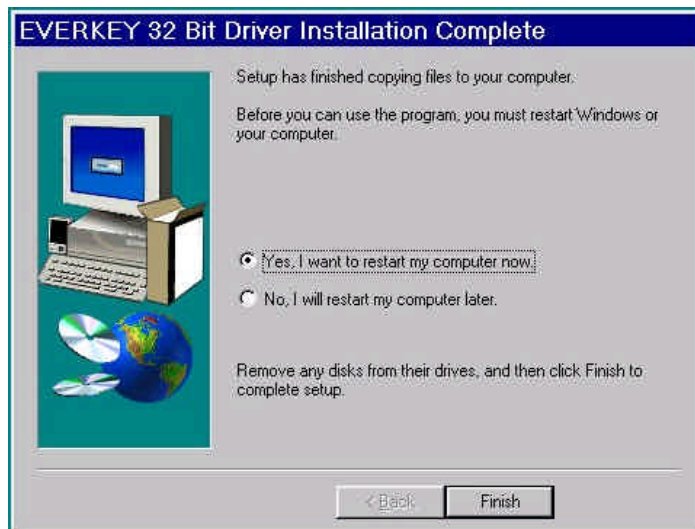 EVERKEY 32 Bit Driver Installation Complete
Setup has finished copying files to your computer.
Before you can use the program, you must restart Windows or
your computer.
Yes, I want to restart my computer now.
No, I will restart my computer later.
Remove any disks from their drives, and then click Finish to
complete setup.
< Back
Finish